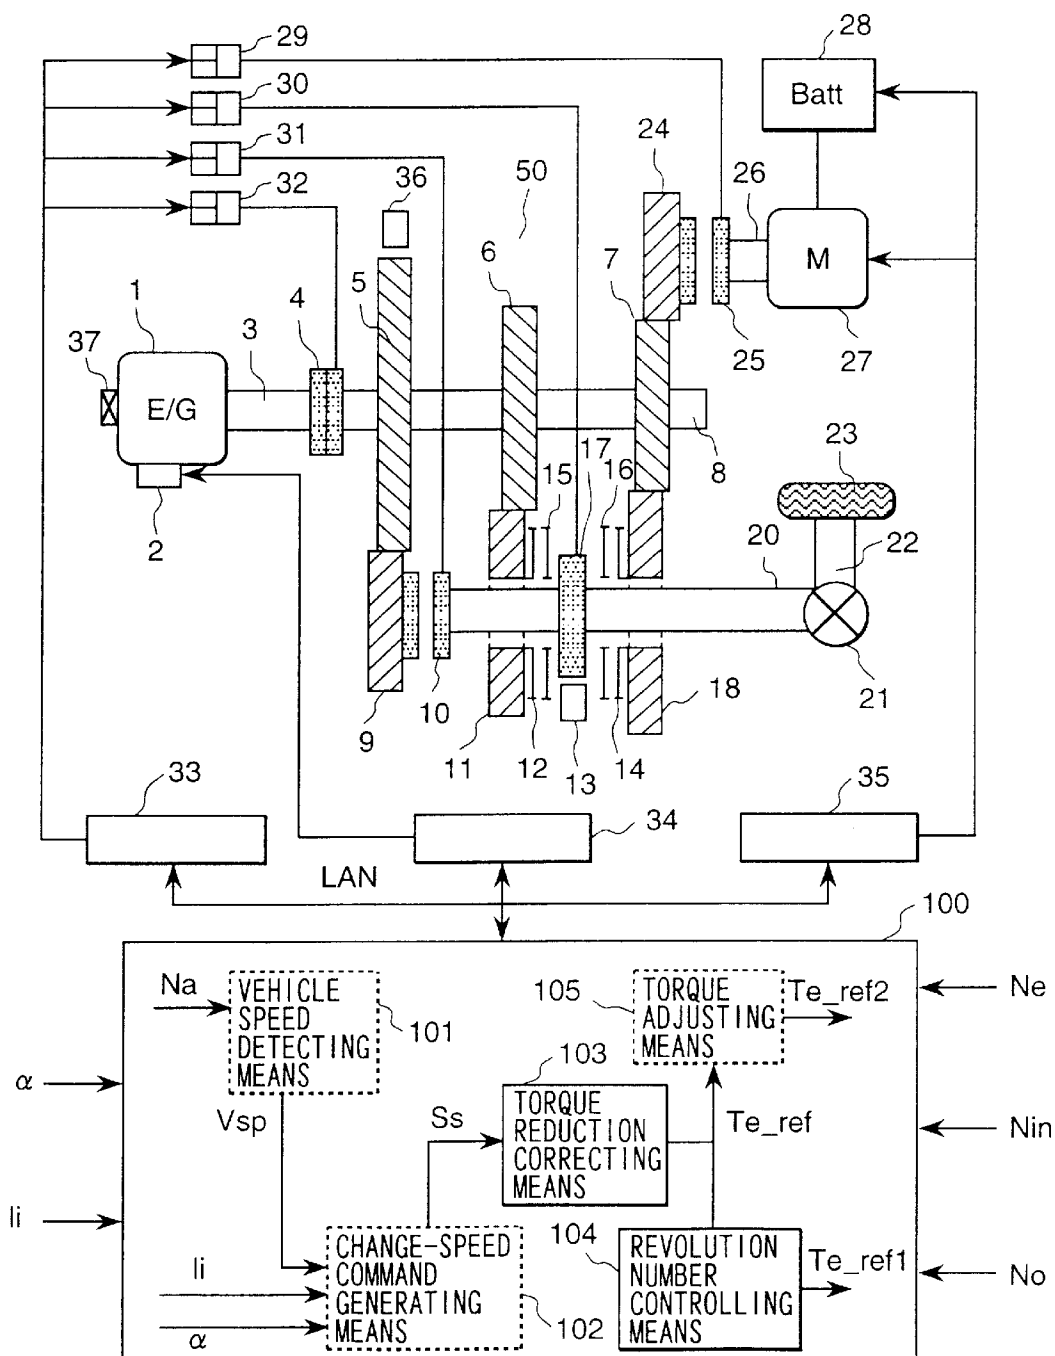 29
28
30
Batt
31
24
32
36
50
26
6
7
M
1
5
4
3
37
25
27
E/G
8
23
15
17
16
2
20
22
10
18
21
9
11
12
13
14
33
34
35
LAN
100
Na
VEHICLE
SPEED
DETECTING
MEANS
101
105
TORQUE
ADJUSTING
MEANS
Te_ref2
Ne
α
103
Vsp
Ss
TORQUE
REDUCTION
CORRECTING
MEANS
Te_ref
Nin
Ii
104
CHANGE-SPEED
COMMAND
GENERATING
MEANS
Ii
α
102
REVOLUTION
NUMBER
CONTROLLING
MEANS
Te_ref1
No